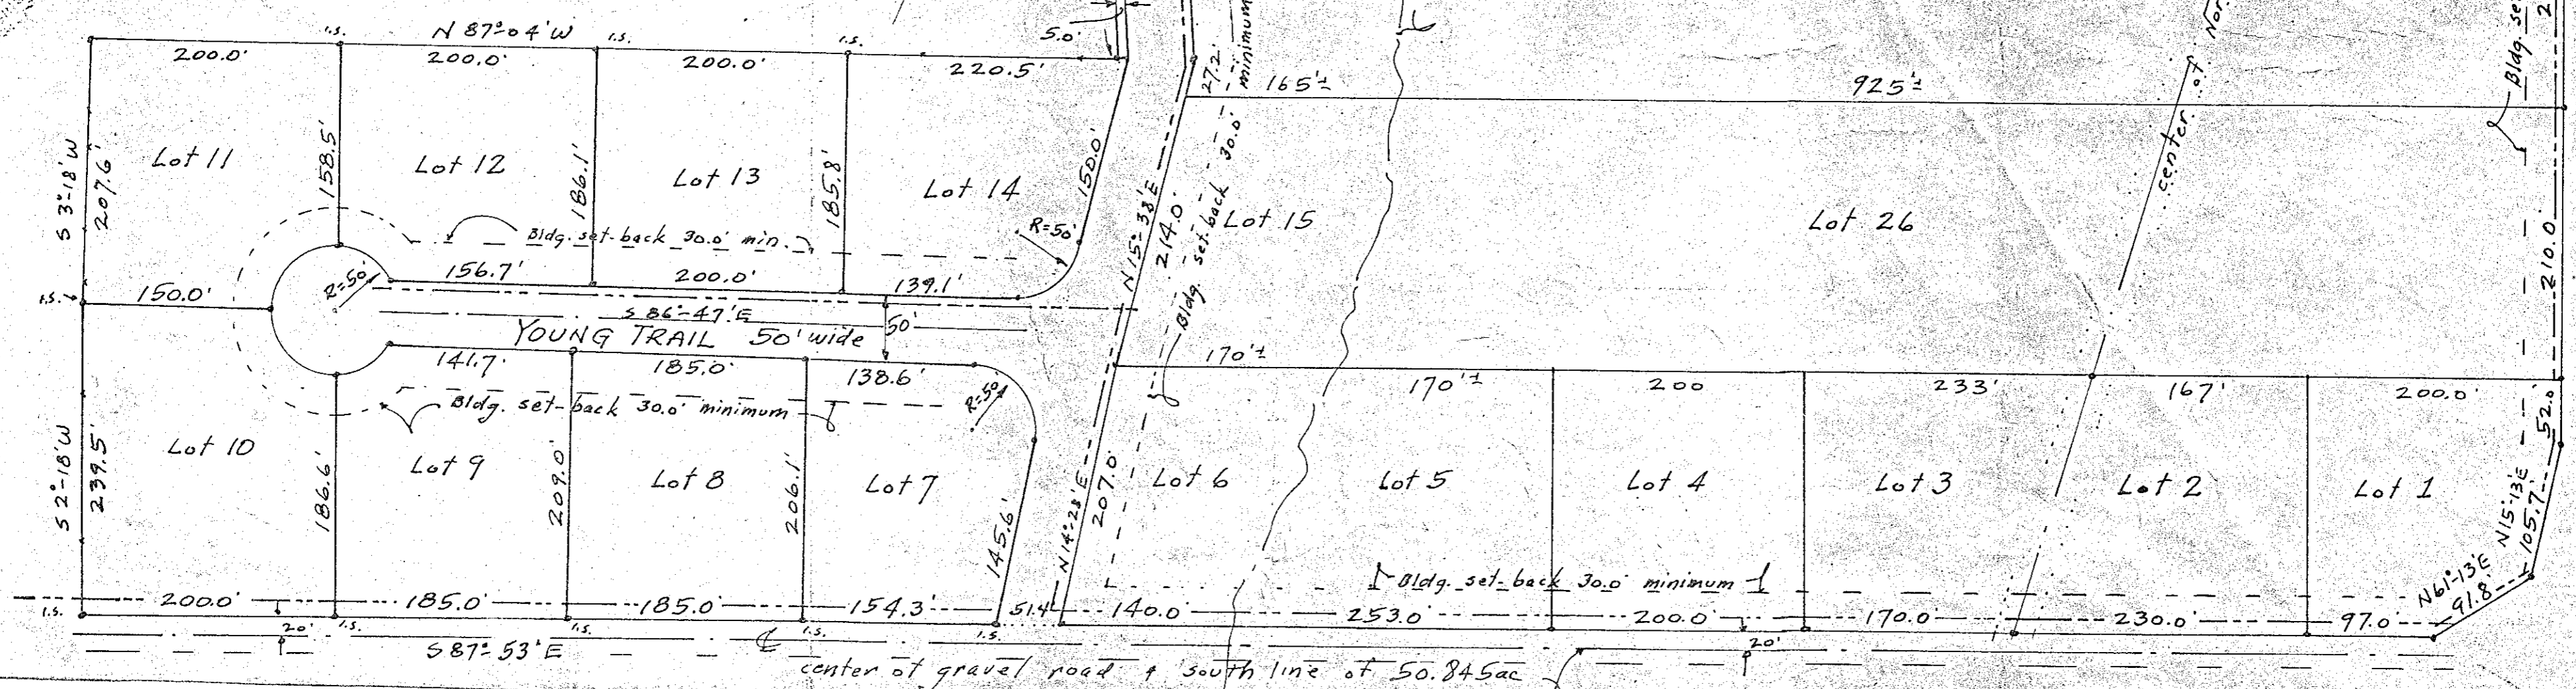 N 87°-04' W
5.0'
i.s.
i.s.
i.s.
200.0'
200.0'
200.0'
220.5'
27.2'
minimum
165'±
925'±
center of Nor
Bldg. se
2
S 3°-18' W
207.6'
Lot 11
158.5'
Lot 12
186.1'
Lot 13
185.8'
Lot 14
150.0'
R=50'
N 15°-38' E
214.0'
Bldg. set-back 30.0'
Lot 15
Lot 26
210.0'
Bldg. set-back 30.0' min.
156.7'
200.0'
139.1'
i.s.
150.0'
R=50'
S 86°-47' E
YOUNG TRAIL 50' wide
50'
141.7'
185.0'
138.6'
R=50'
170'±
170'±
200
233'
167'
200.0'
52.0'
Bldg. set-back 30.0' minimum
S 2°-18' W
239.5'
Lot 10
186.6'
Lot 9
209.0'
Lot 8
206.1'
Lot 7
145.6'
N 14°-28' E
207.0'
Lot 6
Lot 5
Lot 4
Lot 3
Lot 2
Lot 1
N 15°-13' E
105.7'
Bldg. set-back 30.0' minimum
N 61°-13' E
91.8
i.s.
200.0'
185.0'
185.0'
154.3'
51.4'
140.0'
253.0'
200.0'
170.0'
230.0'
97.0'
20'
i.s.
i.s.
i.s.
i.s.
20'
S 87°-53' E
center of gravel road & south line of 50.845ac